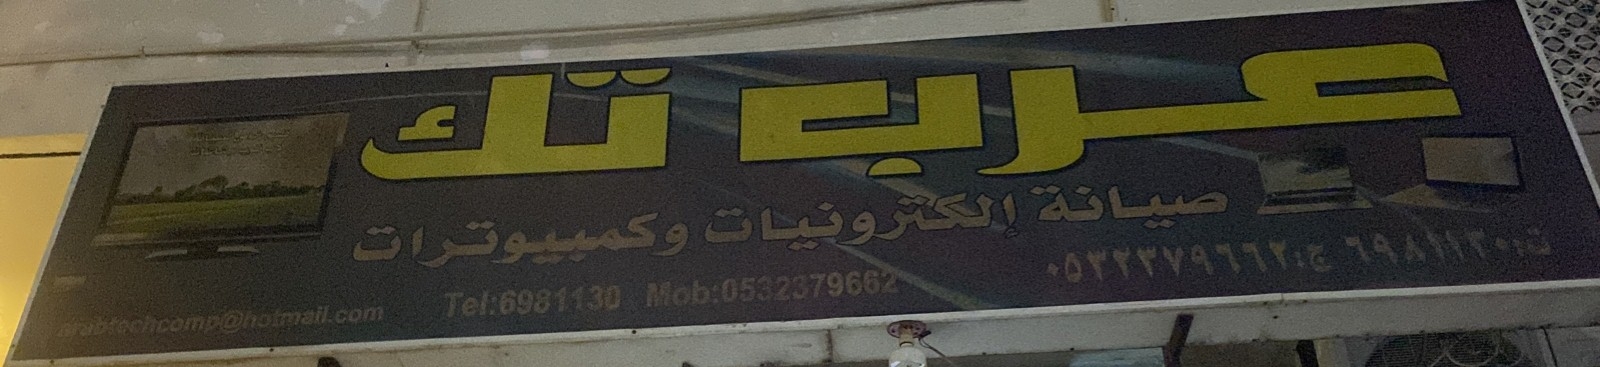 عرب تك
صيانة إلكترونيات وكمبيوترات
ت:٦٩٨١١٣٠ ج:٠٥٣٢٣٧٩٦٦٢
Tel:6981130 Mob:0532379662
arabtechcomp@hotmail.com